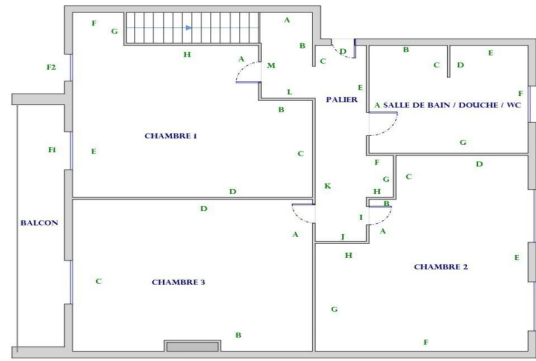 F
G
H
A
M
A
B
L
C
D
E
B
C
D
E
F
F2
F1
E
CHAMBRE 1
B
C
D
PALIER
A SALLE DE BAIN / DOUCHE / WC
G
F
G
H
K
I
J
B
A
C
D
E
BALCON
D
A
C
CHAMBRE 3
B
H
G
CHAMBRE 2
F